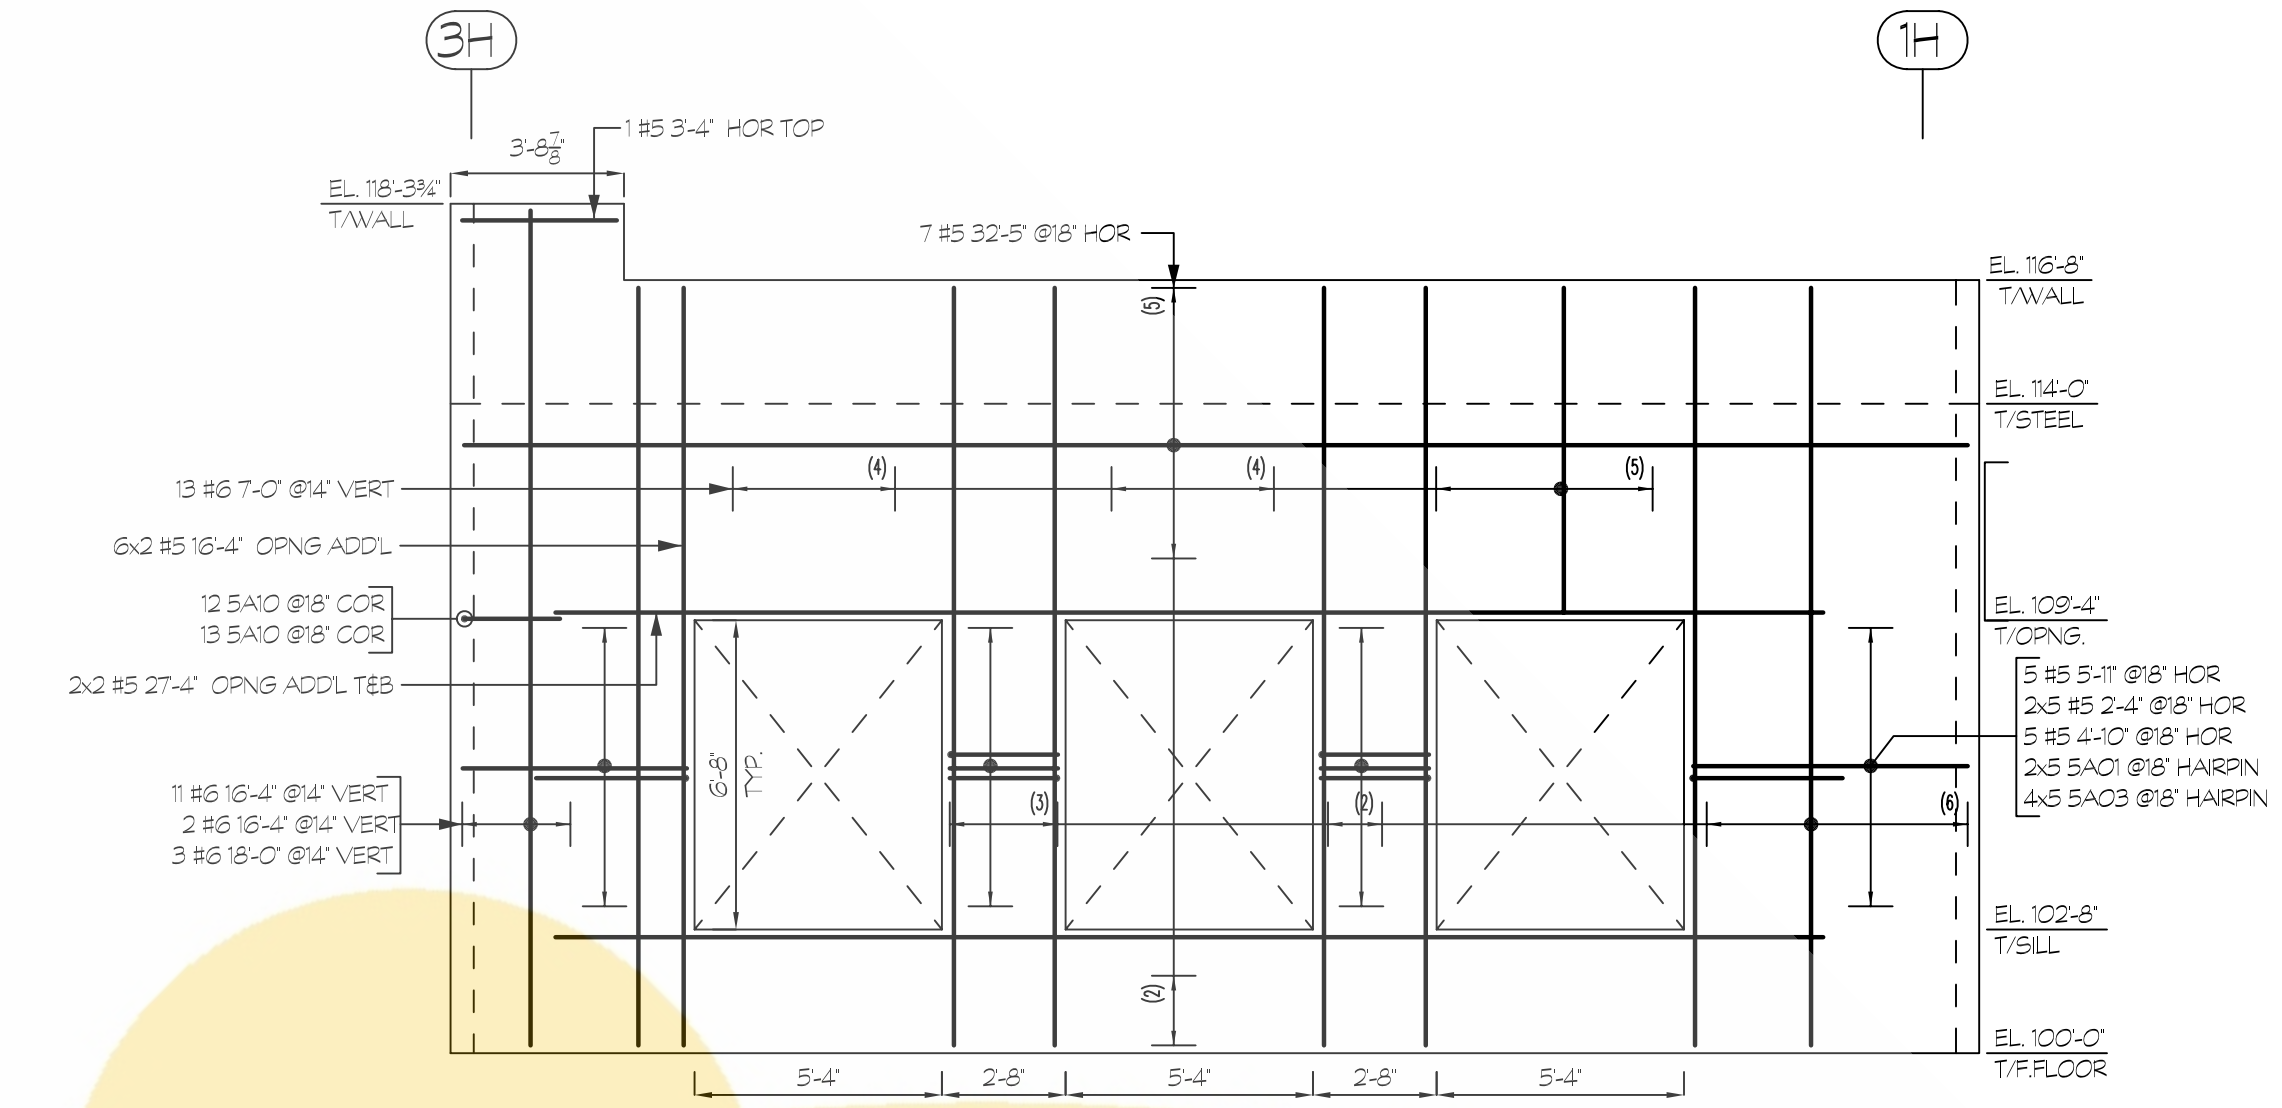 3H
1H
1 #5 3'-4" HOR TOP
3'-8⅞"
EL. 118'-3¾"
T/WALL
7 #5 32'-5" @18" HOR
EL. 116'-8"
T/WALL
(5)
EL. 114'-0"
T/STEEL
13 #6 7'-0" @14" VERT
(4)
(4)
(5)
6x2 #5 16'-4" OPNG ADD'L
12 5A10 @18" COR
13 5A10 @18" COR
EL. 109'-4"
T/OPNG.
2x2 #5 27'-4" OPNG ADD'L T&B
5 #5 5'-11" @18" HOR
2x5 #5 2'-4" @18" HOR
5 #5 4'-10" @18" HOR
2x5 5A01 @18" HAIRPIN
4x5 5A03 @18" HAIRPIN
6'-8"
TYP.
11 #6 16'-4" @14" VERT
2 #6 16'-4" @14" VERT
3 #6 18'-0" @14" VERT
(3)
(2)
(6)
EL. 102'-8"
T/SILL
(2)
EL. 100'-0"
T/F.FLOOR
5'-4"
2'-8"
5'-4"
2'-8"
5'-4"